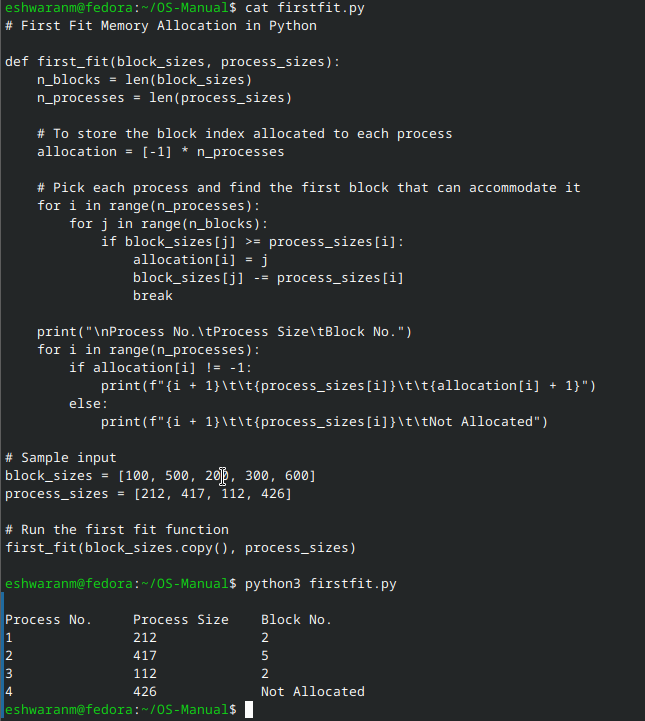 eshwaranm@fedora:~/OS-Manual$ cat firstfit.py
# First Fit Memory Allocation in Python

def first_fit(block_sizes, process_sizes):
    n_blocks = len(block_sizes)
    n_processes = len(process_sizes)

    # To store the block index allocated to each process
    allocation = [-1] * n_processes

    # Pick each process and find the first block that can accommodate it
    for i in range(n_processes):
        for j in range(n_blocks):
            if block_sizes[j] >= process_sizes[i]:
                allocation[i] = j
                block_sizes[j] -= process_sizes[i]
                break

    print("\nProcess No.\tProcess Size\tBlock No.")
    for i in range(n_processes):
        if allocation[i] != -1:
            print(f"{i + 1}\t\t{process_sizes[i]}\t\t{allocation[i] + 1}")
        else:
            print(f"{i + 1}\t\t{process_sizes[i]}\t\tNot Allocated")

# Sample input
block_sizes = [100, 500, 200, 300, 600]
process_sizes = [212, 417, 112, 426]

# Run the first fit function
first_fit(block_sizes.copy(), process_sizes)

eshwaranm@fedora:~/OS-Manual$ python3 firstfit.py

Process No.     Process Size    Block No.
1               212             2
2               417             5
3               112             2
4               426             Not Allocated
eshwaranm@fedora:~/OS-Manual$